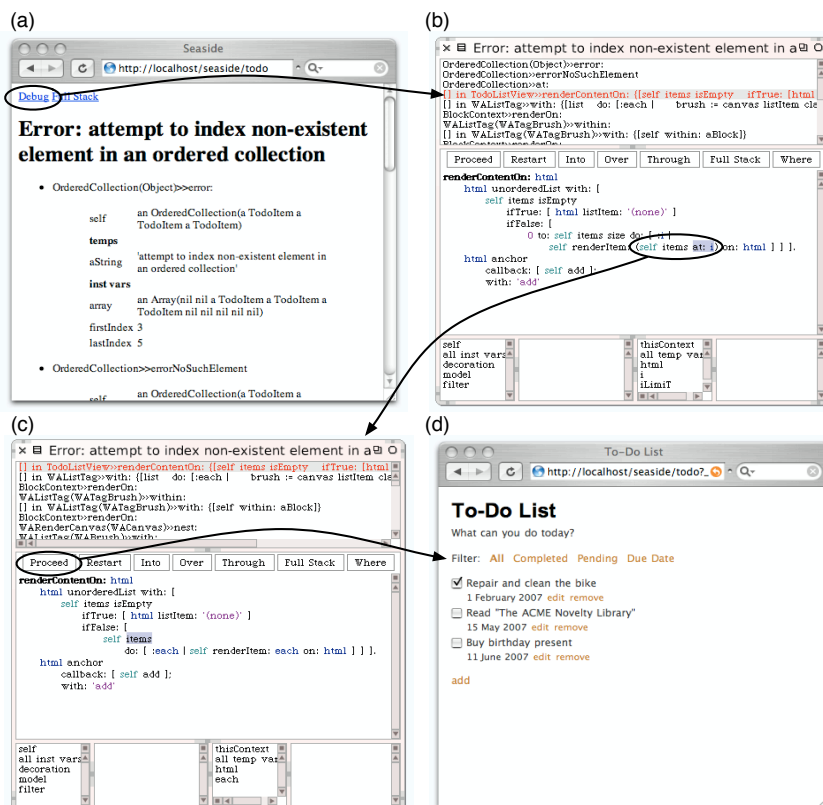 (a)
Seaside
http://localhost/seaside/todo
Debug Full Stack
Error: attempt to index non-existent
element in an ordered collection
OrderedCollection(Object)>>error:
self an OrderedCollection(a TodoItem a
TodoItem a TodoItem)
temps
aString 'attempt to index non-existent element in
an ordered collection'
inst vars
array an Array(nil nil a TodoItem a TodoItem a
TodoItem nil nil nil nil nil)
firstIndex 3
lastIndex 5
OrderedCollection>>errorNoSuchElement
self an OrderedCollection(a TodoItem a
(b)
Error: attempt to index non-existent element in a
OrderedCollection(Object)>>error:
OrderedCollection>>errorNoSuchElement
OrderedCollection>>at:
[] in TodoListView>>renderContentOn: {[self items isEmpty ifTrue: [html
[] in WAListTag>>with: {[list do: [:each | brush := canvas listItem cle
BlockContext>>renderOn:
WAListTag(WATagBrush)>>within:
[] in WAListTag(WATagBrush)>>with: {[self within: aBlock]}
BlockContext>>renderOn:
Proceed Restart Into Over Through Full Stack Where
renderContentOn: html
html unorderedList with: [
self items isEmpty
ifTrue: [ html listItem: '(none)' ]
ifFalse: [
0 to: self items size do: [ :i |
self renderItem: (self items at: i) on: html ] ] ].
html anchor
callback: [ self add ];
with: 'add'
self
all inst vars
decoration
model
filter
thisContext
all temp var
html
i
iLimiT
(c)
Error: attempt to index non-existent element in a
[] in TodoListView>>renderContentOn: {[self items isEmpty ifTrue: [html
[] in WAListTag>>with: {[list do: [:each | brush := canvas listItem cle
BlockContext>>renderOn:
WAListTag(WATagBrush)>>within:
[] in WAListTag(WATagBrush)>>with: {[self within: aBlock]}
BlockContext>>renderOn:
WARenderCanvas(WACanvas)>>nest:
WAListTag(WABrush)>>with:
Proceed Restart Into Over Through Full Stack Where
renderContentOn: html
html unorderedList with: [
self items isEmpty
ifTrue: [ html listItem: '(none)' ]
ifFalse: [
self items
do: [ :each | self renderItem: each on: html ] ] ].
html anchor
callback: [ self add ];
with: 'add'
self
all inst vars
decoration
model
filter
thisContext
all temp var
html
each
(d)
To-Do List
http://localhost/seaside/todo?_
To-Do List
What can you do today?
Filter: All Completed Pending Due Date
Repair and clean the bike
1 February 2007 edit remove
Read "The ACME Novelty Library"
15 May 2007 edit remove
Buy birthday present
11 June 2007 edit remove
add